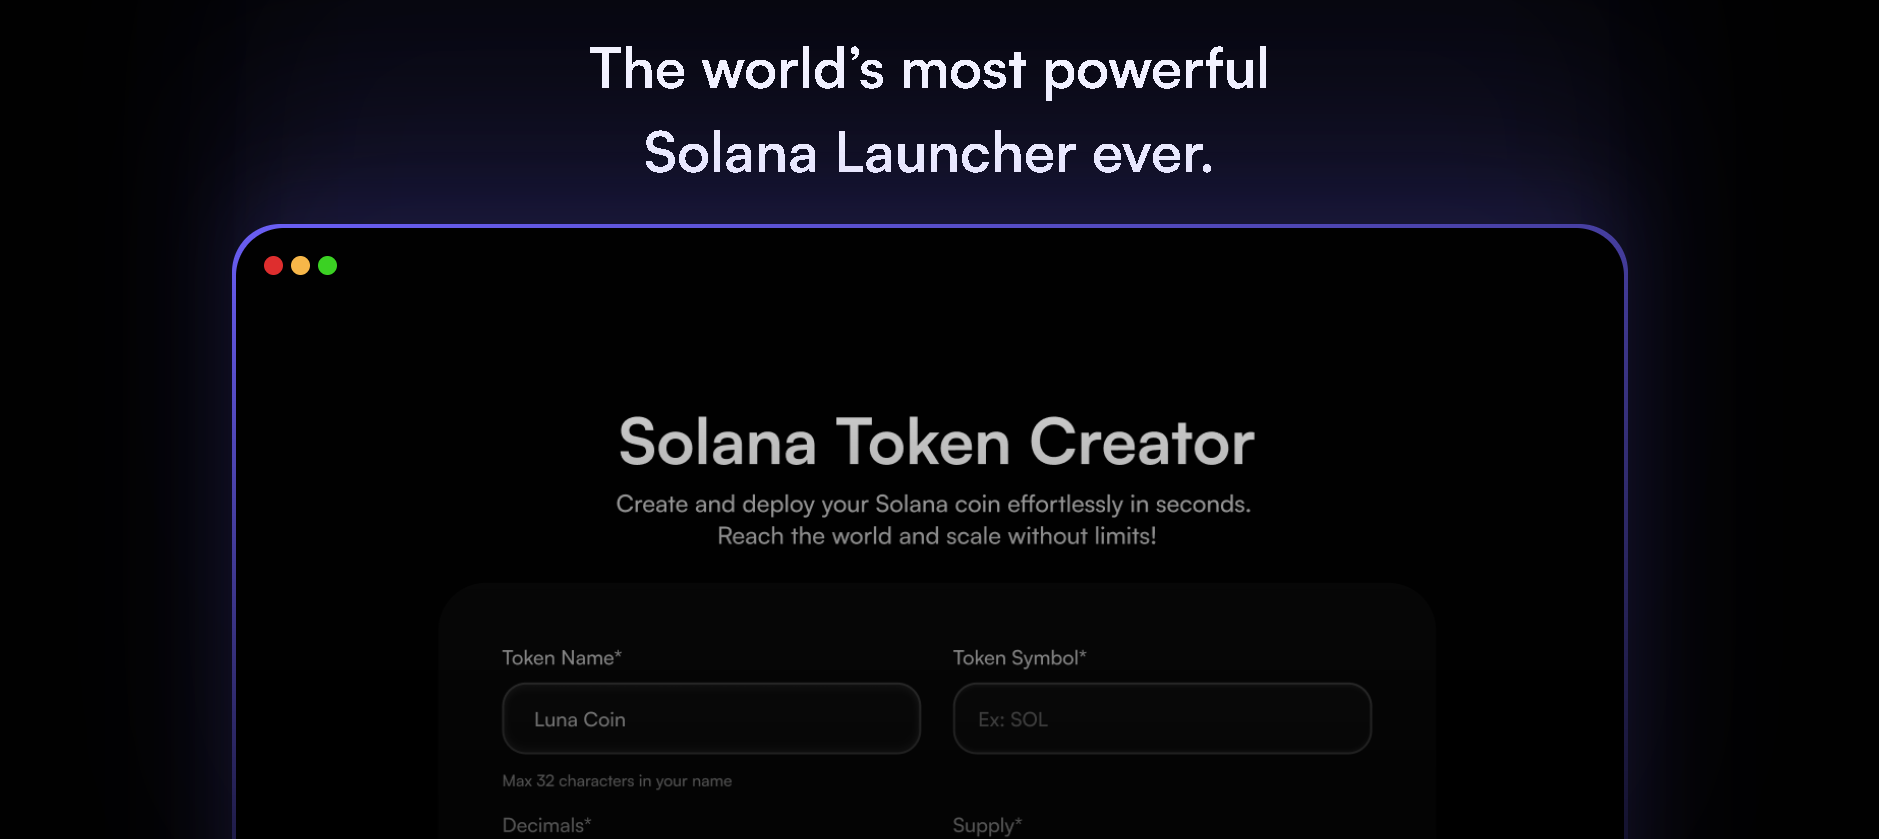 The world’s most powerful
Solana Launcher ever.
Solana Token Creator
Create and deploy your Solana coin effortlessly in seconds.
Reach the world and scale without limits!
Token Name*
Token Symbol*
Luna Coin
Ex: SOL
Max 32 characters in your name
Decimals*
Supply*